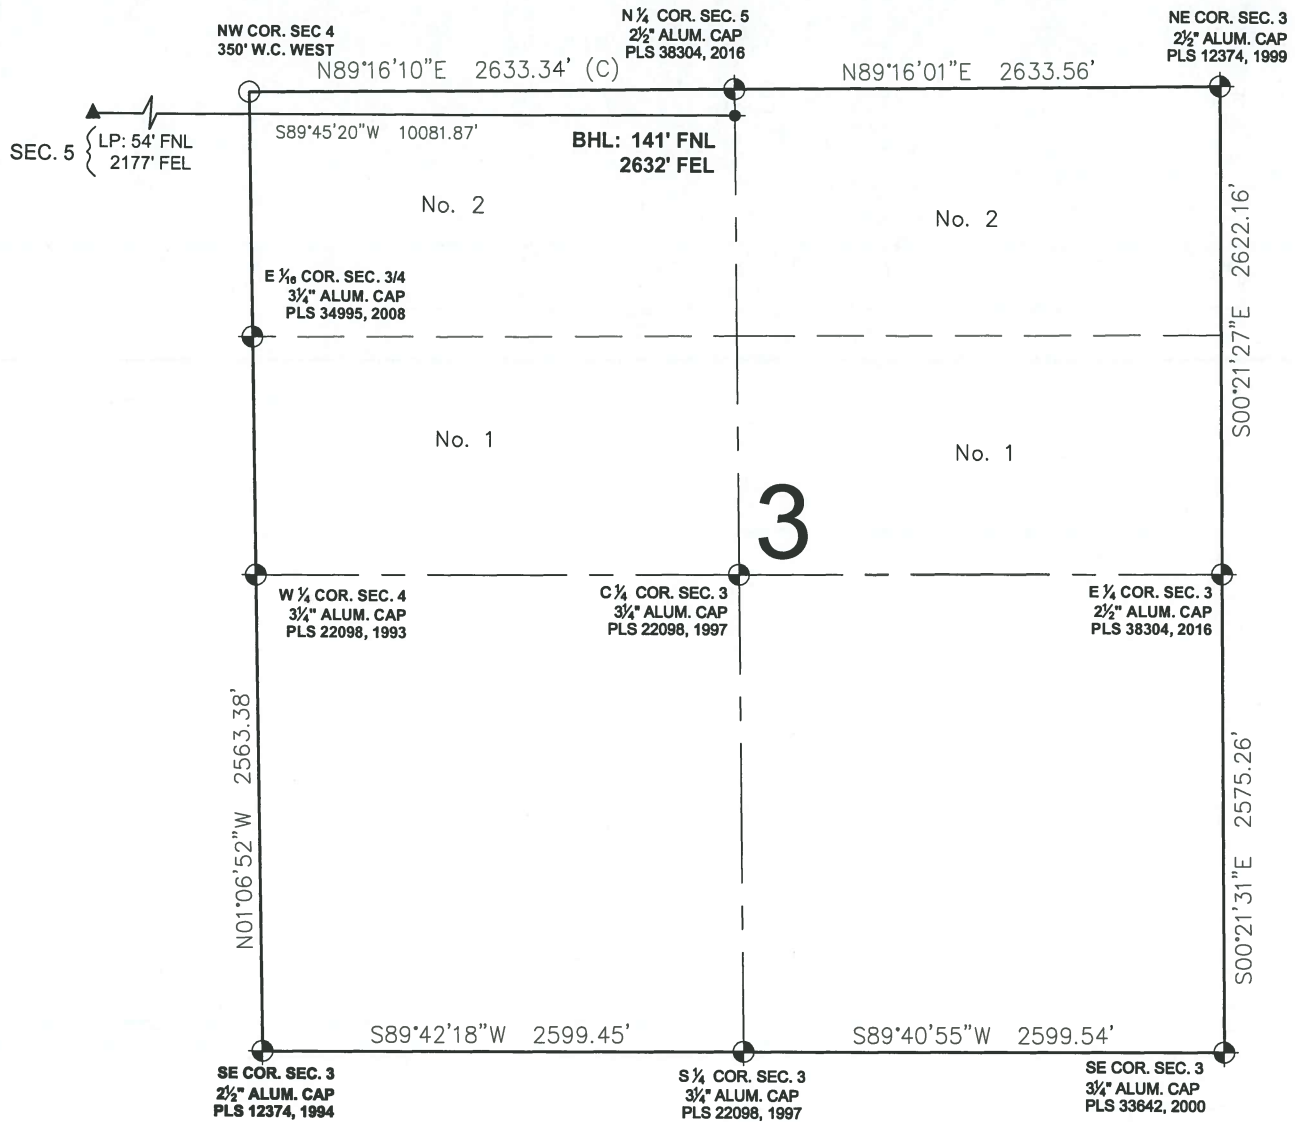 NW COR. SEC 4
350' W.C. WEST
N ¼ COR. SEC. 5
2½" ALUM. CAP
PLS 38304, 2016
NE COR. SEC. 3
2½" ALUM. CAP
PLS 12374, 1999
N89°16'10"E 2633.34' (C)
N89°16'01"E 2633.56'
SEC. 5
LP: 54' FNL
2177' FEL
S89°45'20"W 10081.87'
BHL: 141' FNL
2632' FEL
No. 2
No. 2
S00°21'27"E 2622.16'
E 1/16 COR. SEC. 3/4
3¼" ALUM. CAP
PLS 34995, 2008
No. 1
No. 1
3
W ¼ COR. SEC. 4
3¼" ALUM. CAP
PLS 22098, 1993
C ¼ COR. SEC. 3
3¼" ALUM. CAP
PLS 22098, 1997
E ¼ COR. SEC. 3
2½" ALUM. CAP
PLS 38304, 2016
N01°06'52"W 2563.38'
S00°21'31"E 2575.26'
S89°42'18"W 2599.45'
S89°40'55"W 2599.54'
SE COR. SEC. 3
2½" ALUM. CAP
PLS 12374, 1994
S ¼ COR. SEC. 3
3¼" ALUM. CAP
PLS 22098, 1997
SE COR. SEC. 3
3¼" ALUM. CAP
PLS 33642, 2000